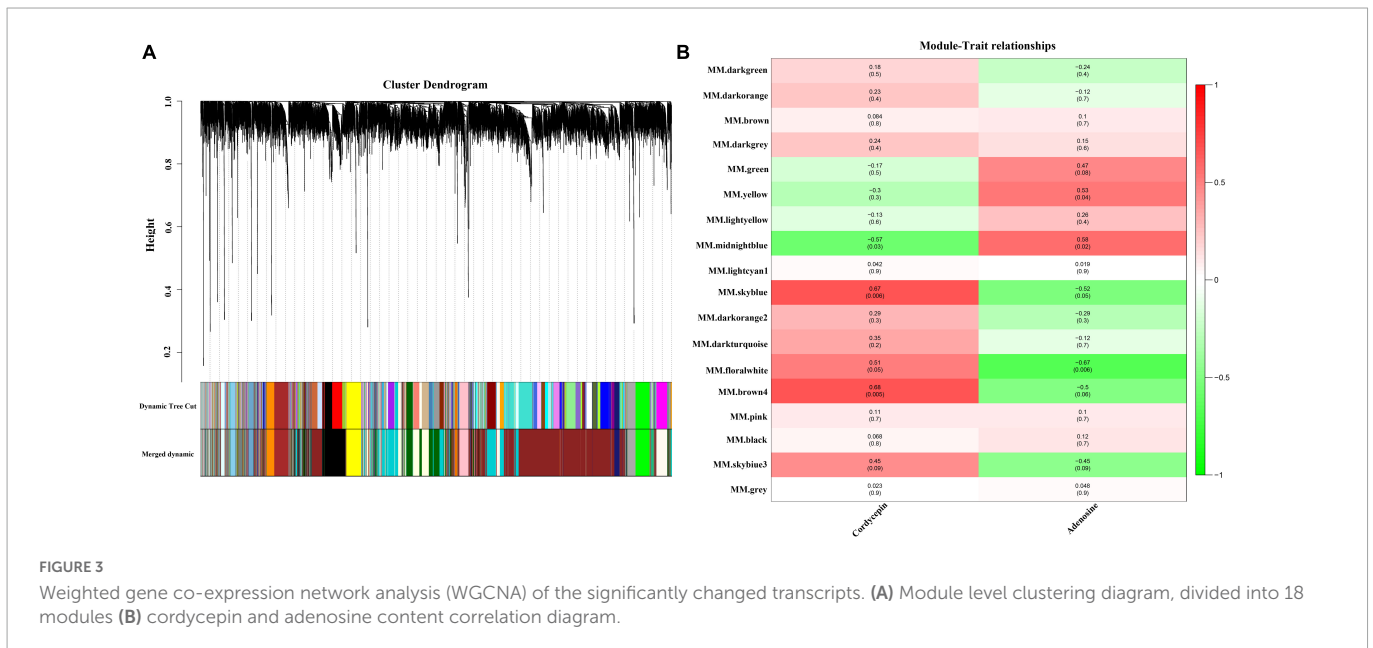 A
Cluster Dendrogram
Height
1.0
0.8
0.6
0.4
0.2
Dynamic Tree Cut
Merged dynamic
B
Module-Trait relationships
MM.darkgreen 0.18 −0.24
(0.5) (0.4)
MM.darkorange 0.23 −0.12
(0.4) (0.7)
MM.brown 0.084 0.1
(0.8) (0.7)
MM.darkgrey 0.24 0.15
(0.4) (0.6)
MM.green −0.17 0.47
(0.5) (0.08)
MM.yellow −0.3 0.53
(0.3) (0.04)
MM.lightyellow −0.13 0.26
(0.6) (0.4)
MM.midnightblue −0.57 0.58
(0.03) (0.02)
MM.lightcyan1 0.042 0.019
(0.9) (0.9)
MM.skyblue 0.67 −0.52
(0.006) (0.05)
MM.darkorange2 0.29 −0.29
(0.3) (0.3)
MM.darkturquoise 0.35 −0.12
(0.2) (0.7)
MM.floralwhite 0.51 −0.67
(0.05) (0.006)
MM.brown4 0.68 −0.5
(0.005) (0.06)
MM.pink 0.11 0.1
(0.7) (0.7)
MM.black 0.068 0.12
(0.8) (0.7)
MM.skybiue3 0.45 −0.45
(0.09) (0.09)
MM.grey 0.023 0.048
(0.9) (0.9)
Cordycepin
Adenosine
1
0.5
0
−0.5
−1
FIGURE 3
Weighted gene co-expression network analysis (WGCNA) of the significantly changed transcripts. (A) Module level clustering diagram, divided into 18
modules (B) cordycepin and adenosine content correlation diagram.